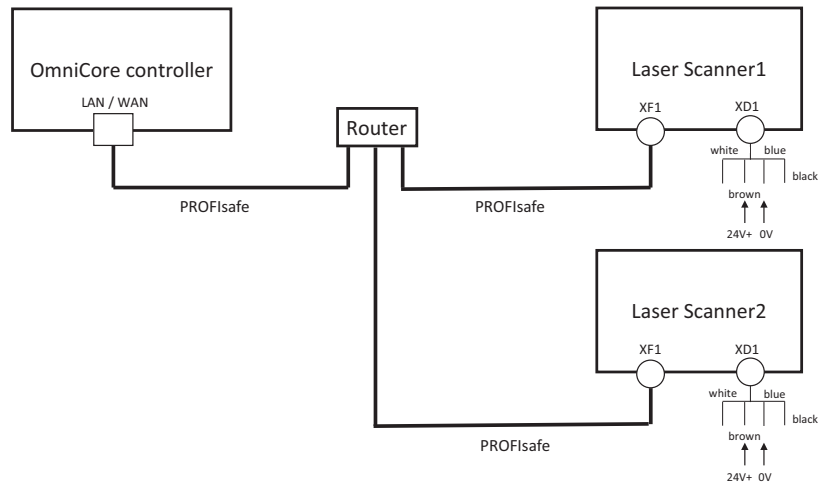 OmniCore controller
LAN / WAN
Router
PROFIsafe
PROFIsafe
Laser Scanner1
XF1 XD1
white blue
black
brown
24V+ 0V
Laser Scanner2
XF1 XD1
white blue
black
brown
24V+ 0V
PROFIsafe